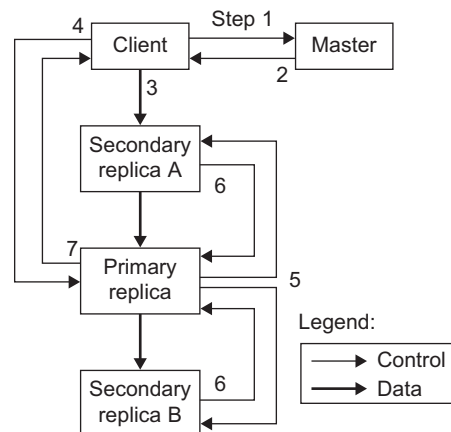 4
Step 1
Client
Master
2
3
Secondary
replica A
6
7
Primary
replica
5
Legend:
Control
Data
6
Secondary
replica B